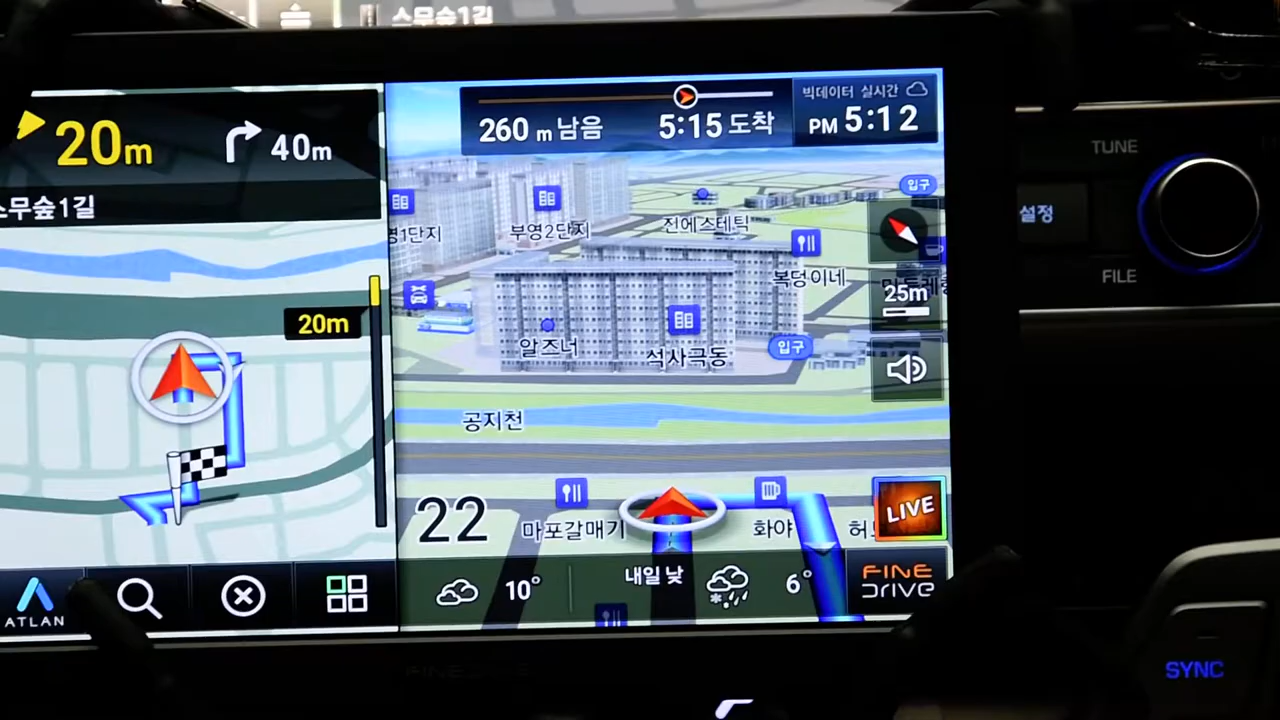 스무숲1길
20m
40m
스무숲1길
20m
ATLAN
260 m 남음
5:15 도착
빅데이터 실시간
PM 5:12
입구
부영2단지
진에스테틱
영1단지
복덩이네
25m
알즈너
석사극동
입구
공지천
22
마포갈매기
화야
LIVE
10°
내일 낮
6°
FINE
DRIVE
TUNE
설정
FILE
SYNC